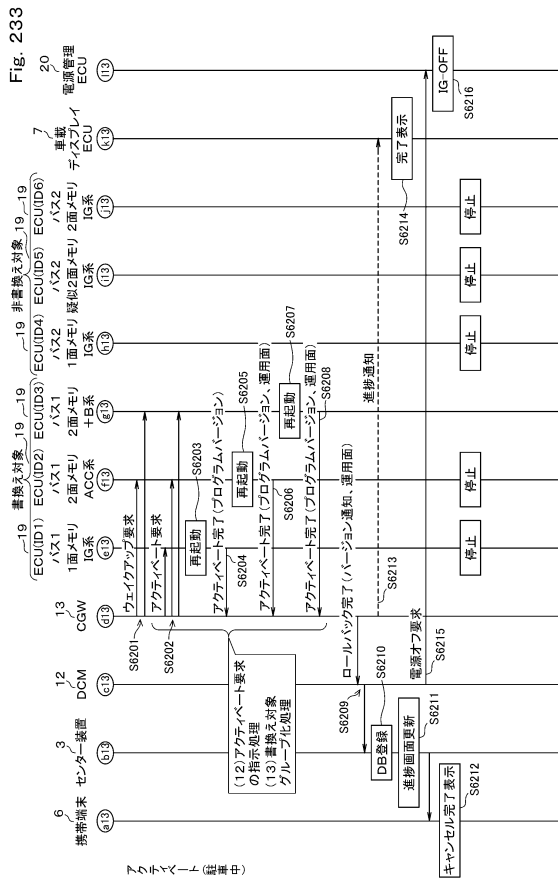 Fig. 233
アクティベート(駐車中)
6
携帯端末
a13
3
センター装置
b13
12
DCM
c13
13
CGW
d13
書換え対象
19
ECU(ID1)
バス1
1面メモリ
IG系
e13
19
ECU(ID2)
バス1
2面メモリ
ACC系
f13
19
ECU(ID3)
バス1
2面メモリ
+B系
g13
非書換え対象
19
ECU(ID4)
バス2
1面メモリ
IG系
h13
19
ECU(ID5)
バス2
疑似2面メモリ
IG系
i13
19
ECU(ID6)
バス2
2面メモリ
IG系
j13
7
車載
ディスプレイ
ECU
k13
20
電源管理
ECU
l13
ウェイクアップ要求
S6201
アクティベート要求
S6202
(12)アクティベート要求
の指示処理
(13)書換え対象
グループ化処理
再起動
S6203
アクティベート完了(プログラムバージョン)
S6204
再起動
S6205
アクティベート完了(プログラムバージョン、運用面)
S6206
再起動
S6207
アクティベート完了(プログラムバージョン、運用面)
S6208
ロールバック完了(バージョン通知、運用面)
S6209
DB登録
S6210
進捗画面更新
S6211
キャンセル完了表示
S6212
進捗通知
S6213
完了表示
S6214
電源オフ要求
S6215
IG-OFF
S6216
停止
停止
停止
停止
停止